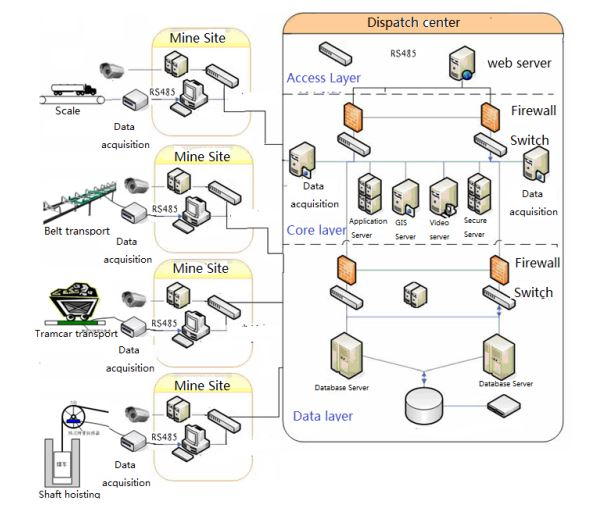 Dispatch center
Mine Site
RS485
Access Layer
web server
RS485
Scale
Data
acquisition
Firewall
Switch
Mine Site
RS485
Belt transport
Data
acquisition
Data
acquisition
Application
Server
GIS
Server
Video
server
Secure
Server
Data
acquisition
Core layer
Mine Site
RS485
Tramcar transport
Data
acquisition
Firewall
Switch
Database Server
Database Server
Mine Site
RS485
Data
acquisition
Shaft hoisting
Data layer